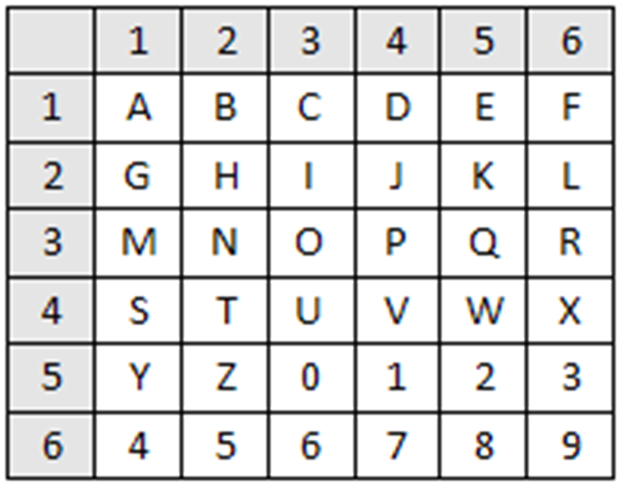 1 2 3 4 5 6
1 A B C D E F
2 G H I J K L
3 M N O P Q R
4 S T U V W X
5 Y Z 0 1 2 3
6 4 5 6 7 8 9